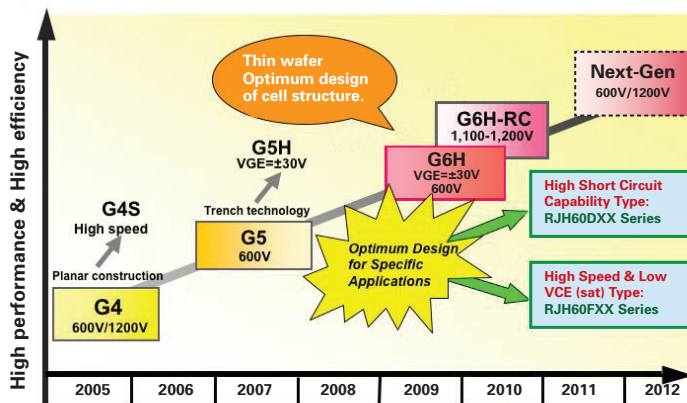 High performance & High efficiency
Thin wafer
Optimum design
of cell structure.
Next-Gen
600V/1200V
G6H-RC
1,100-1,200V
G5H
VGE=±30V
G6H
VGE=±30V
600V
G4S
High speed
Trench technology
G5
600V
High Short Circuit
Capability Type:
RJH60DXX Series
Optimum Design
for Specific
Applications
Planar construction
G4
600V/1200V
High Speed & Low
VCE (sat) Type:
RJH60FXX Series
2005 2006 2007 2008 2009 2010 2011 2012